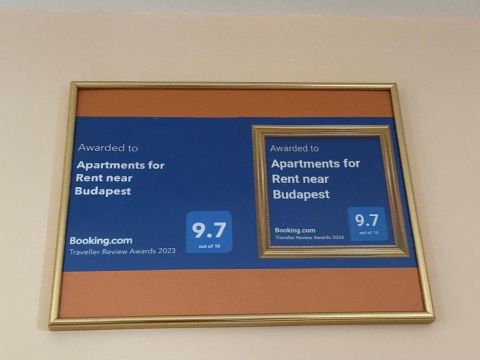 Awarded to
Apartments for
Rent near
Budapest
9.7
out of 10
Booking.com
Traveller Review Awards 2023
Awarded to
Apartments for
Rent near
Budapest
9.7
out of 10
Booking.com
Traveller Review Awards 2024